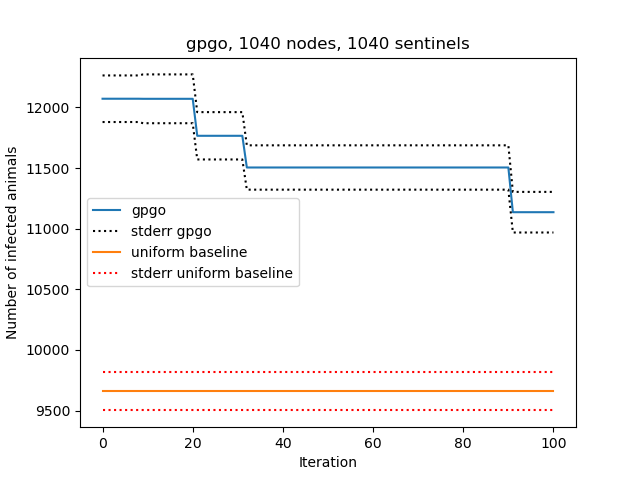 gpgo, 1040 nodes, 1040 sentinels
Number of infected animals
12000
11500
11000
10500
10000
9500
gpgo
stderr gpgo
uniform baseline
stderr uniform baseline
0 20 40 60 80 100
Iteration